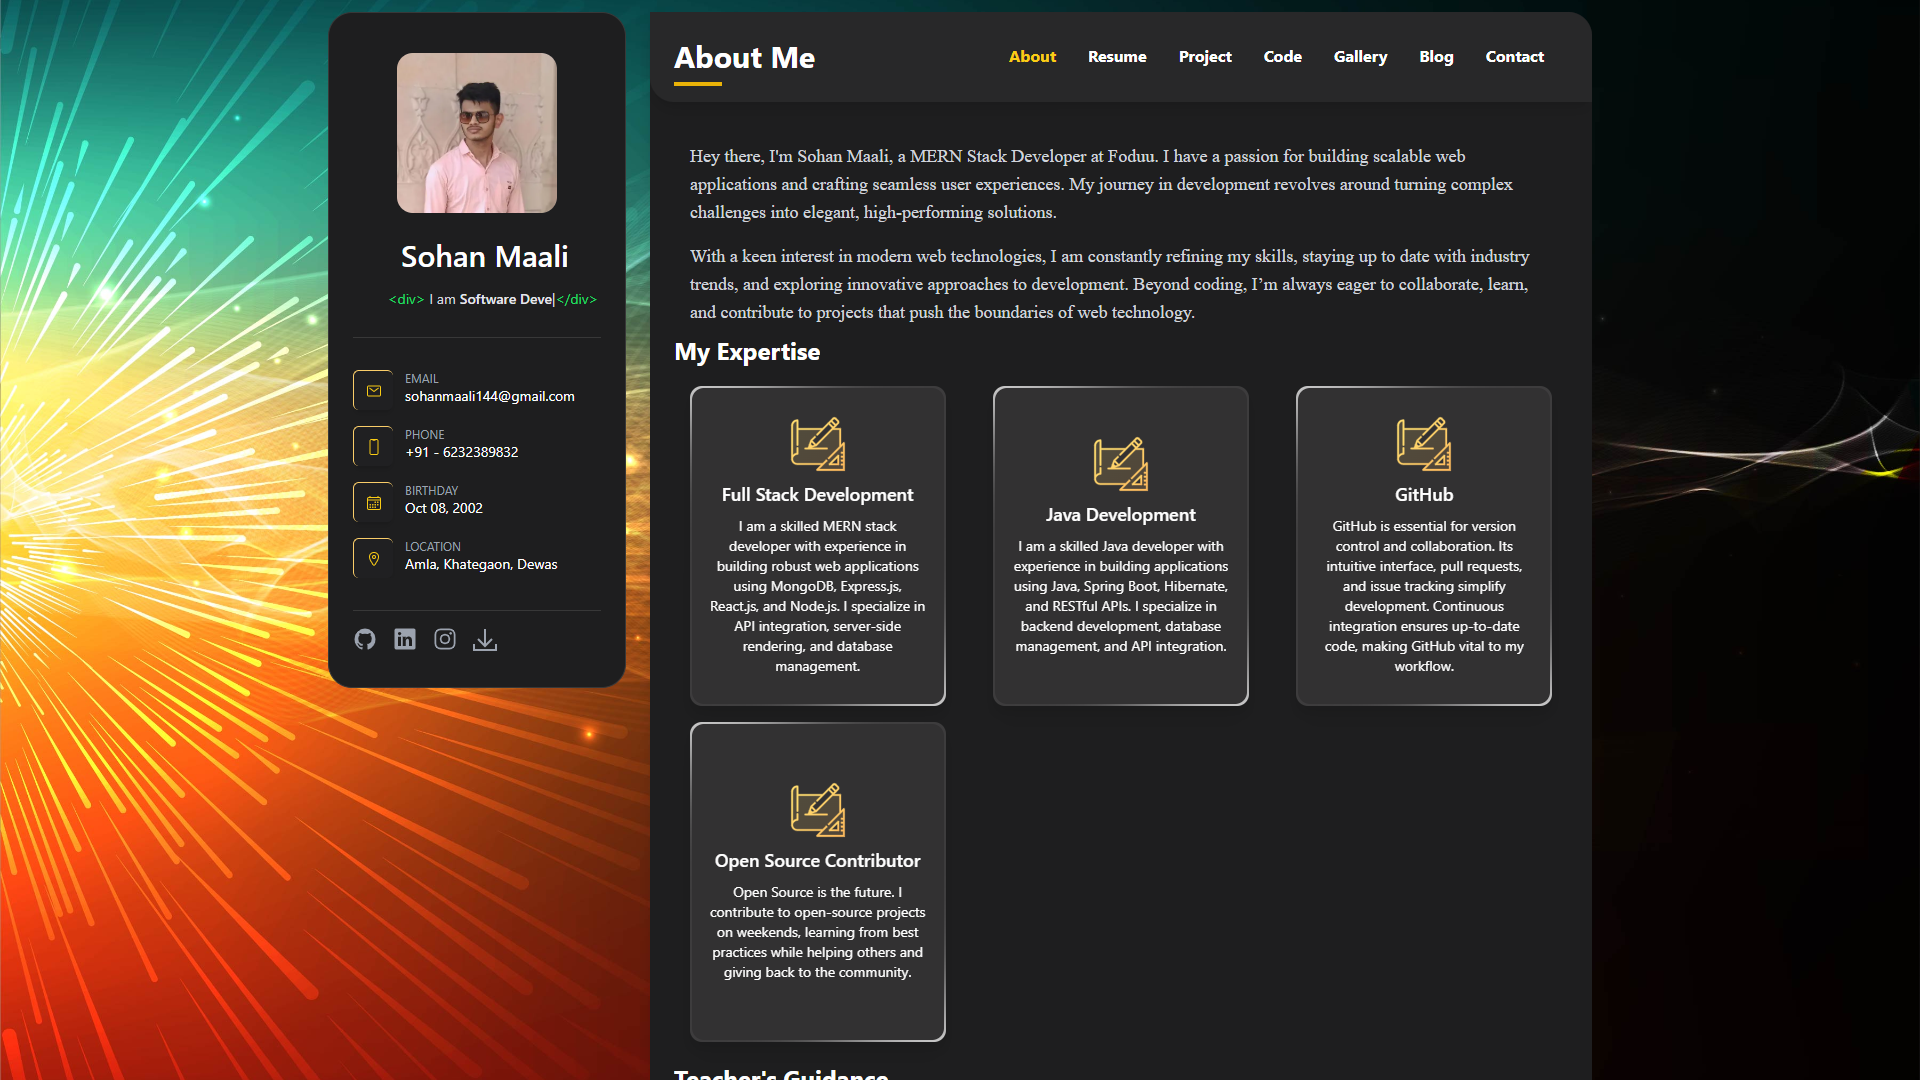 Sohan Maali
<div> I am Software Deve|</div>
EMAIL
sohanmaali144@gmail.com
PHONE
+91 - 6232389832
BIRTHDAY
Oct 08, 2002
LOCATION
Amla, Khategaon, Dewas
About Me
About Resume Project Code Gallery Blog Contact
Hey there, I'm Sohan Maali, a MERN Stack Developer at Foduu. I have a passion for building scalable web
applications and crafting seamless user experiences. My journey in development revolves around turning complex
challenges into elegant, high-performing solutions.
With a keen interest in modern web technologies, I am constantly refining my skills, staying up to date with industry
trends, and exploring innovative approaches to development. Beyond coding, I’m always eager to collaborate, learn,
and contribute to projects that push the boundaries of web technology.
My Expertise
Full Stack Development
I am a skilled MERN stack
developer with experience in
building robust web applications
using MongoDB, Express.js,
React.js, and Node.js. I specialize in
API integration, server-side
rendering, and database
management.
Java Development
I am a skilled Java developer with
experience in building applications
using Java, Spring Boot, Hibernate,
and RESTful APIs. I specialize in
backend development, database
management, and API integration.
GitHub
GitHub is essential for version
control and collaboration. Its
intuitive interface, pull requests,
and issue tracking simplify
development. Continuous
integration ensures up-to-date
code, making GitHub vital to my
workflow.
Open Source Contributor
Open Source is the future. I
contribute to open-source projects
on weekends, learning from best
practices while helping others and
giving back to the community.
Teacher's Guidance